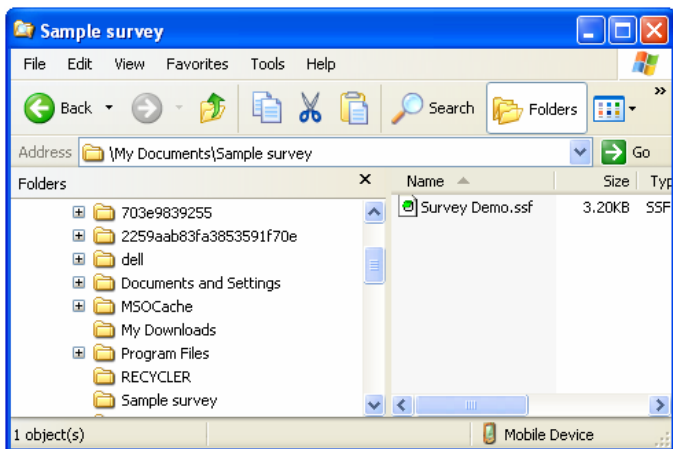 Sample survey
File Edit View Favorites Tools Help
Back Search Folders »
Address \My Documents\Sample survey Go
Folders × Name Size Typ
703e9839255
Survey Demo.ssf 3.20KB SSF
2259aab83fa3853591f70e
dell
Documents and Settings
MSOCache
My Downloads
Program Files
RECYCLER
Sample survey
1 object(s) Mobile Device